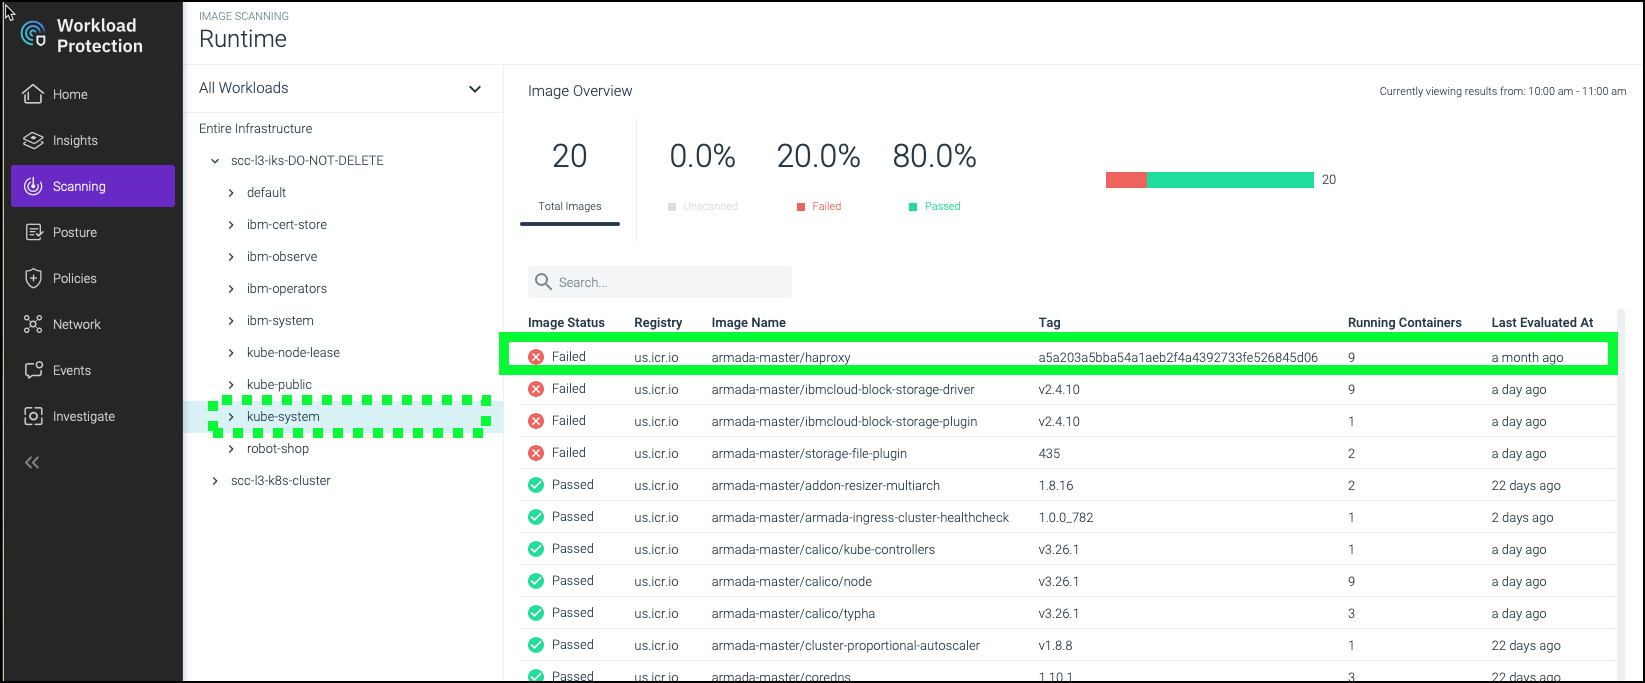 Workload
Protection
Home
Insights
Scanning
Posture
Policies
Network
Events
Investigate
IMAGE SCANNING
Runtime
All Workloads
Entire Infrastructure
scc-l3-iks-DO-NOT-DELETE
default
ibm-cert-store
ibm-observe
ibm-operators
ibm-system
kube-node-lease
kube-public
kube-system
robot-shop
scc-l3-k8s-cluster
Image Overview
Currently viewing results from: 10:00 am - 11:00 am
20 0.0% 20.0% 80.0%
20
Total Images Unscanned Failed Passed
Search...
Image Status Registry Image Name Tag Running Containers Last Evaluated At
Failed us.icr.io armada-master/haproxy a5a203a5bba54a1aeb2f4a4392733fe526845d06 9 a month ago
Failed us.icr.io armada-master/ibmcloud-block-storage-driver v2.4.10 9 a day ago
Failed us.icr.io armada-master/ibmcloud-block-storage-plugin v2.4.10 1 a day ago
Failed us.icr.io armada-master/storage-file-plugin 435 2 a day ago
Passed us.icr.io armada-master/addon-resizer-multiarch 1.8.16 2 22 days ago
Passed us.icr.io armada-master/armada-ingress-cluster-healthcheck 1.0.0_782 1 2 days ago
Passed us.icr.io armada-master/calico/kube-controllers v3.26.1 1 a day ago
Passed us.icr.io armada-master/calico/node v3.26.1 9 a day ago
Passed us.icr.io armada-master/calico/typha v3.26.1 3 a day ago
Passed us.icr.io armada-master/cluster-proportional-autoscaler v1.8.8 1 22 days ago
Passed us.icr.io armada-master/coredns 1.10.1 3 22 days ago